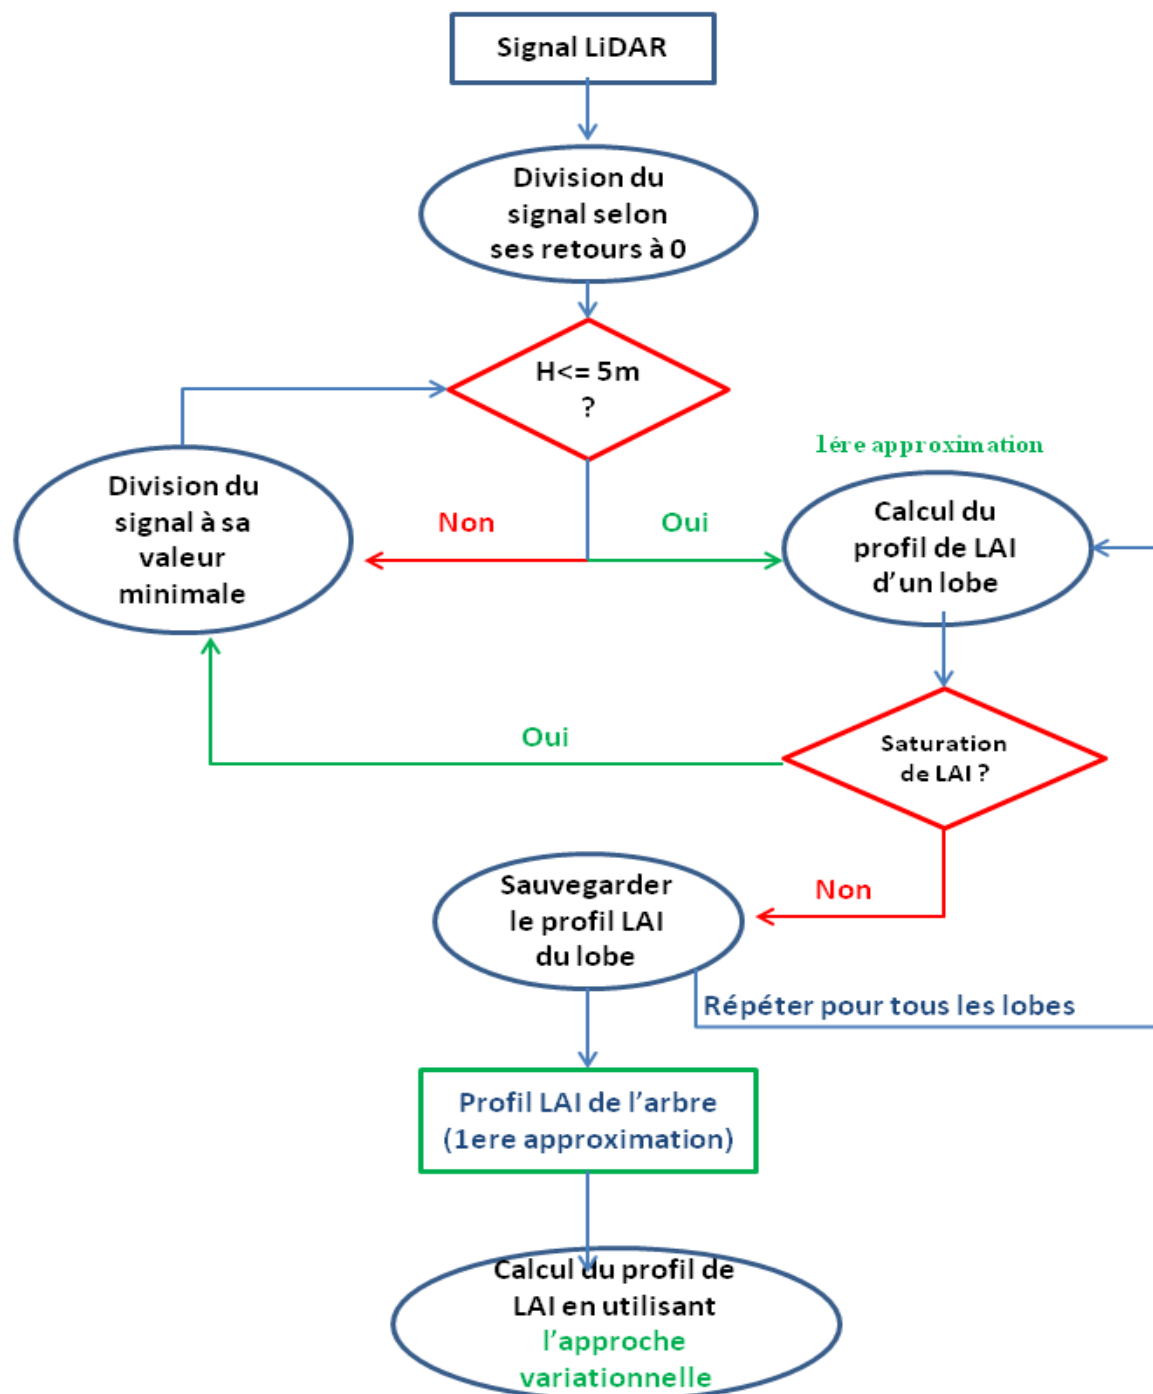 Signal LiDAR
Division du
signal selon
ses retours à 0
H<= 5m
?
1ére approximation
Division du
signal à sa
valeur
minimale
Non
Oui
Calcul du
profil de LAI
d'un lobe
Oui
Saturation
de LAI ?
Sauvegarder
le profil LAI
du lobe
Non
Répéter pour tous les lobes
Profil LAI de l'arbre
(1ere approximation)
Calcul du profil de
LAI en utilisant
l'approche
variationnelle